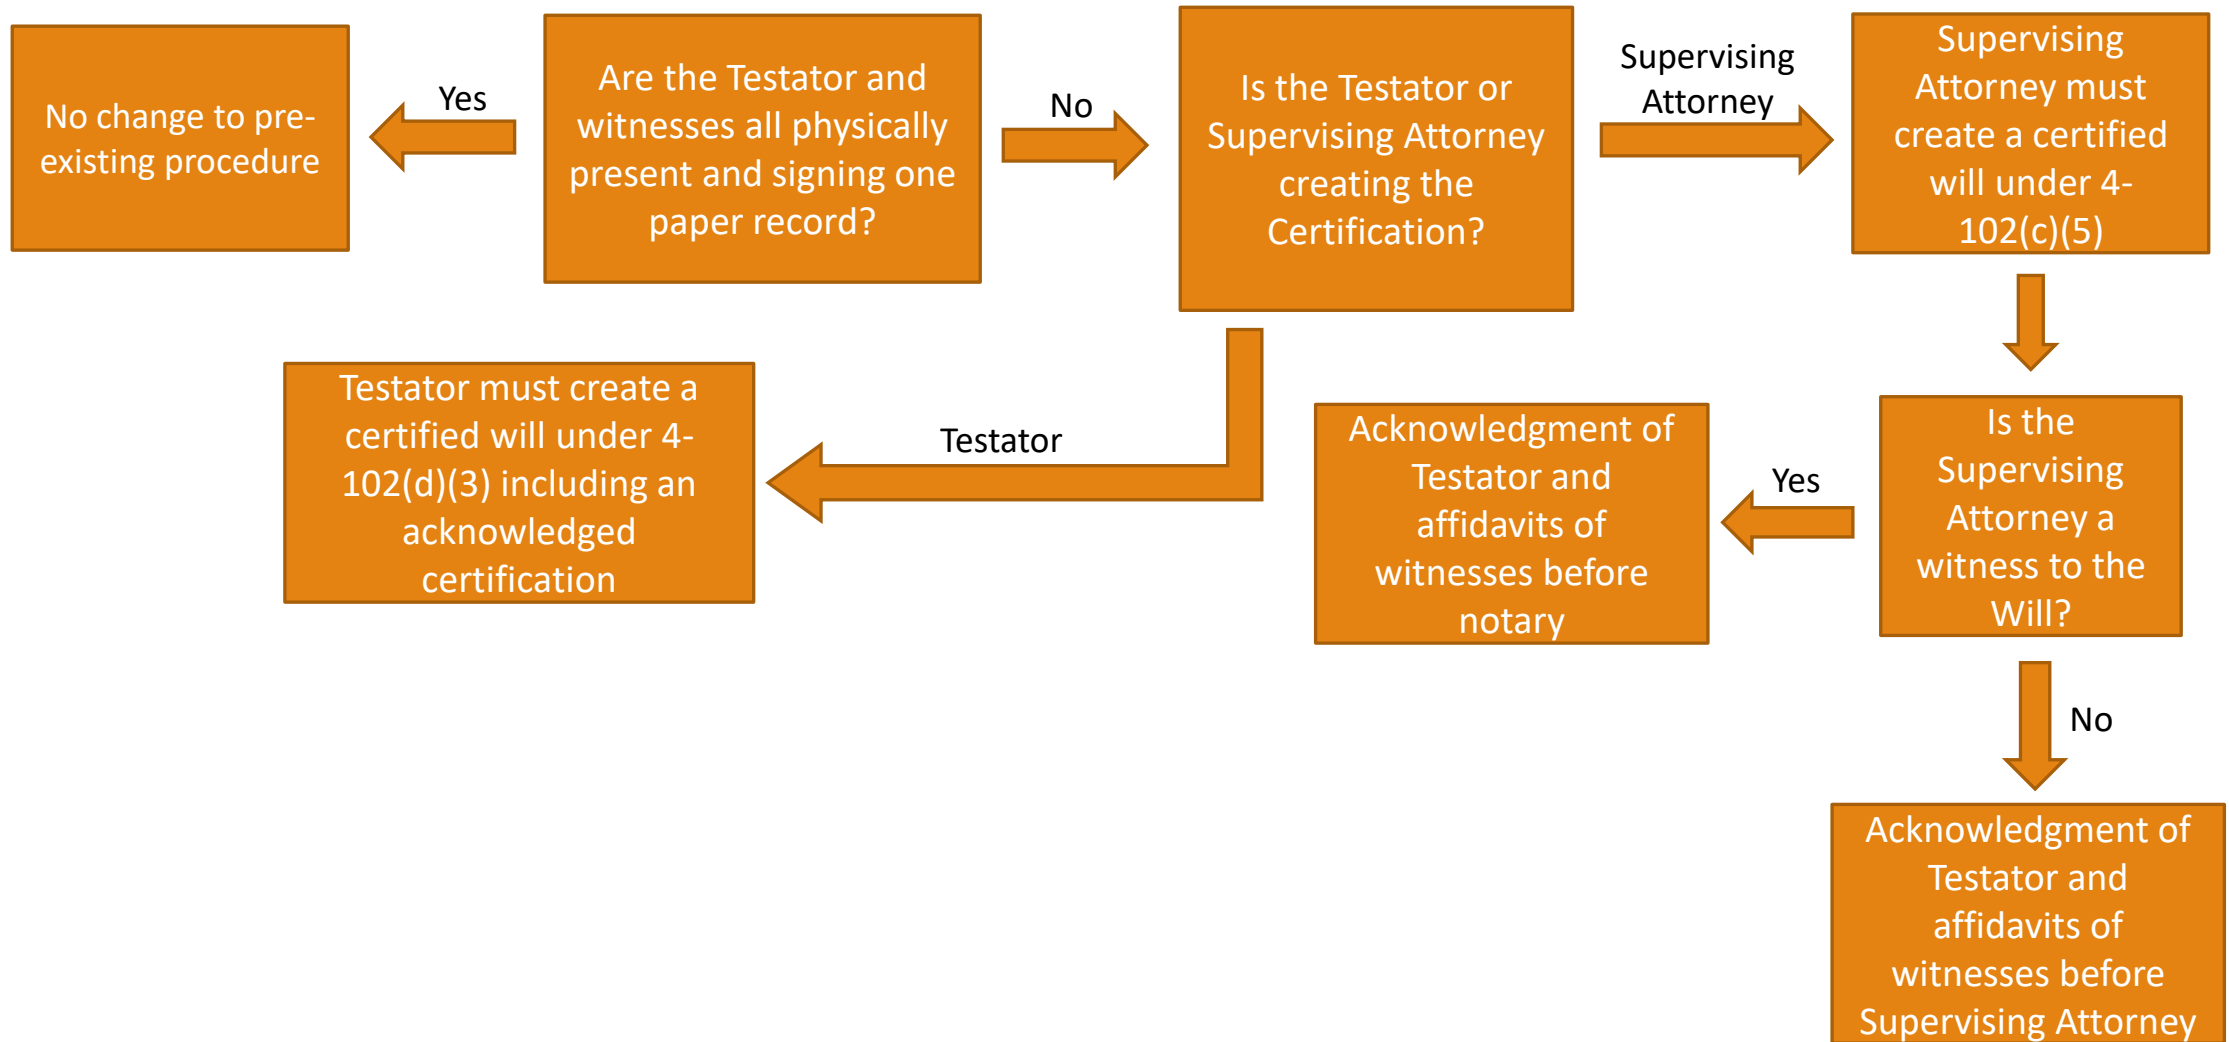 No change to pre-
existing procedure
Yes
Are the Testator and
witnesses all physically
present and signing one
paper record?
No
Is the Testator or
Supervising Attorney
creating the
Certification?
Supervising
Attorney
Supervising
Attorney must
create a certified
will under 4-
102(c)(5)
Testator must create a
certified will under 4-
102(d)(3) including an
acknowledged
certification
Testator
Acknowledgment of
Testator and
affidavits of
witnesses before
notary
Yes
Is the
Supervising
Attorney a
witness to the
Will?
No
Acknowledgment of
Testator and
affidavits of
witnesses before
Supervising Attorney